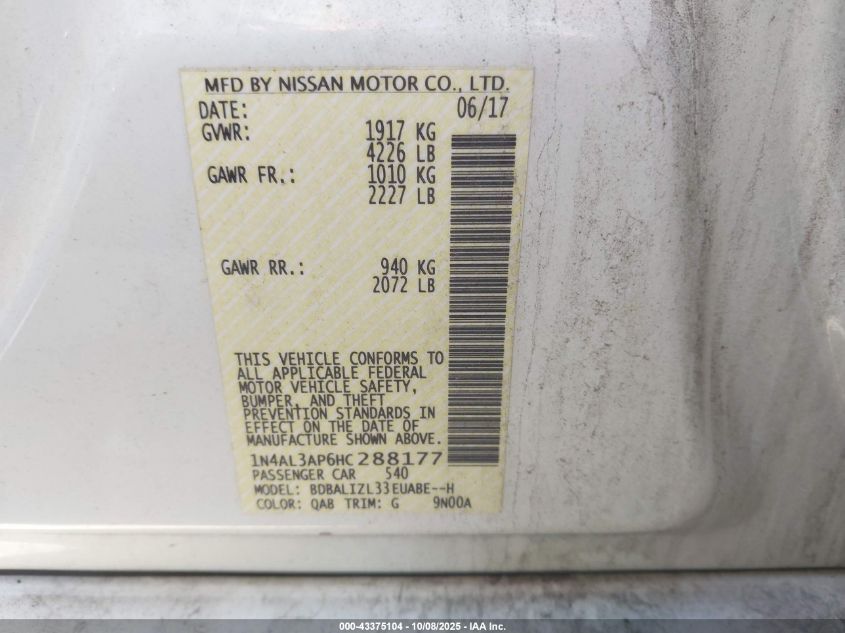 MFD BY NISSAN MOTOR CO., LTD.
DATE: 06/17
GVWR: 1917 KG
4226 LB
GAWR FR.: 1010 KG
2227 LB
GAWR RR.: 940 KG
2072 LB
THIS VEHICLE CONFORMS TO
ALL APPLICABLE FEDERAL
MOTOR VEHICLE SAFETY,
BUMPER, AND THEFT
PREVENTION STANDARDS IN
EFFECT ON THE DATE OF
MANUFACTURE SHOWN ABOVE.
1N4AL3AP6HC288177
PASSENGER CAR 540
MODEL: BDBALIZL33EUABE--H
COLOR: QAB TRIM: G 9N00A
000-43375104 - 10/08/2025 - IAA Inc.